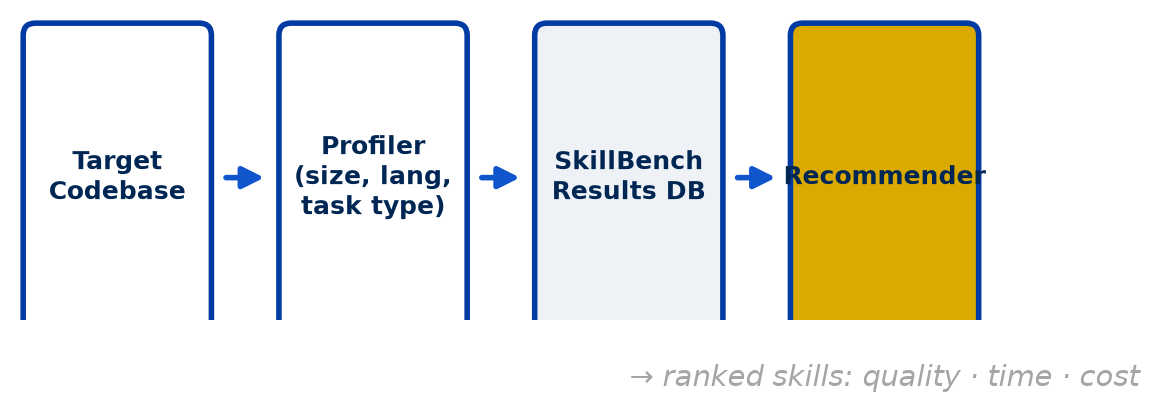 Target
Codebase
Profiler
(size, lang,
task type)
SkillBench
Results DB
Recommender
→ ranked skills: quality · time · cost